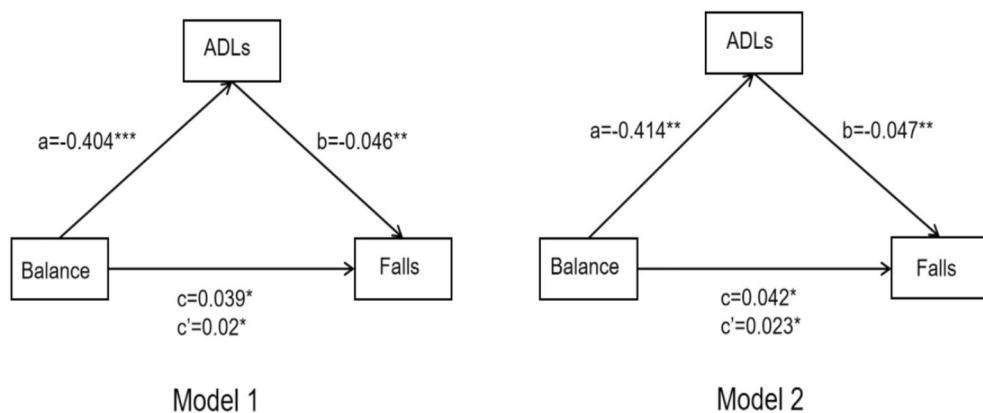 ADLs
a=-0.404***
b=-0.046**
Balance
Falls
c=0.039*
c'=0.02*
Model 1
ADLs
a=-0.414**
b=-0.047**
Balance
Falls
c=0.042*
c'=0.023*
Model 2